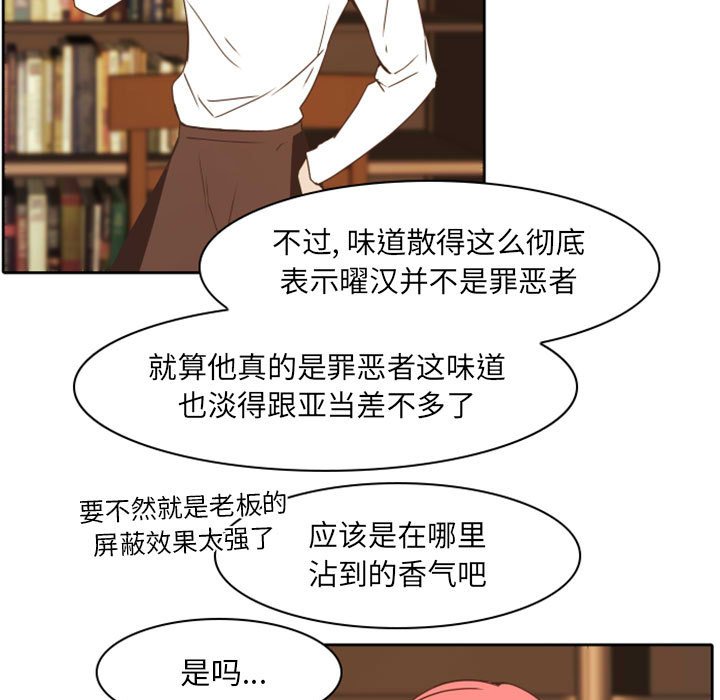 不过, 味道散得这么彻底
表示曜汉并不是罪恶者
就算他真的是罪恶者这味道
也淡得跟亚当差不多了
要不然就是老板的
屏蔽效果太强了
应该是在哪里
沾到的香气吧
是吗...